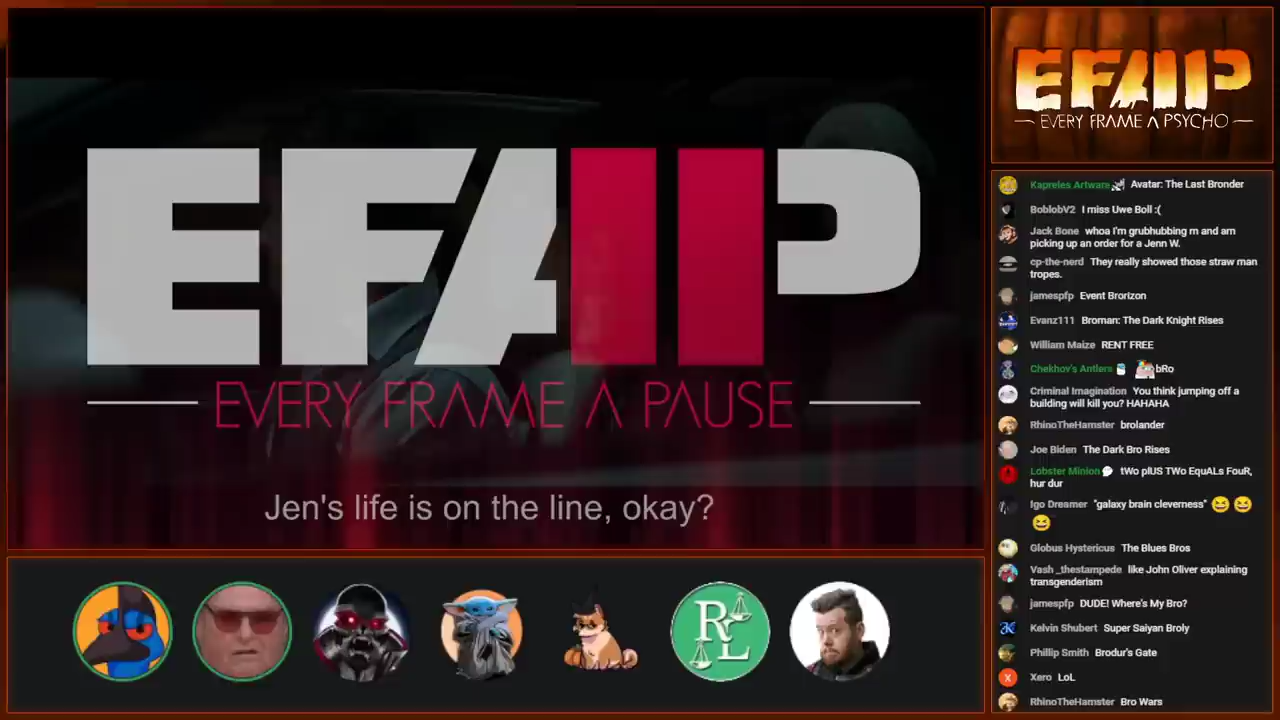 EFAP
EVERY FRAME A PAUSE
Jen's life is on the line, okay?
RL
EFAP
EVERY FRAME A PSYCHO
Kapreles Artware Avatar: The Last Bronder
BoblobV2 I miss Uwe Boll :(
Jack Bone whoa I'm grubhubbing rn and am
picking up an order for a Jenn W.
cp-the-nerd They really showed those straw man
tropes.
jamespfp Event Brorizon
Evanz111 Broman: The Dark Knight Rises
William Maize RENT FREE
Chekhov's Antlers bRo
Criminal Imagination You think jumping off a
building will kill you? HAHAHA
RhinoTheHamster brolander
Joe Biden The Dark Bro Rises
Lobster Minion tWo plUS TWo EquALs FouR,
hur dur
Igo Dreamer "galaxy brain cleverness" 😆 😆
😆
Globus Hystericus The Blues Bros
Vash _thestampede like John Oliver explaining
transgenderism
jamespfp DUDE! Where's My Bro?
Kelvin Shubert Super Saiyan Broly
Phillip Smith Brodur's Gate
X Xero LoL
RhinoTheHamster Bro Wars